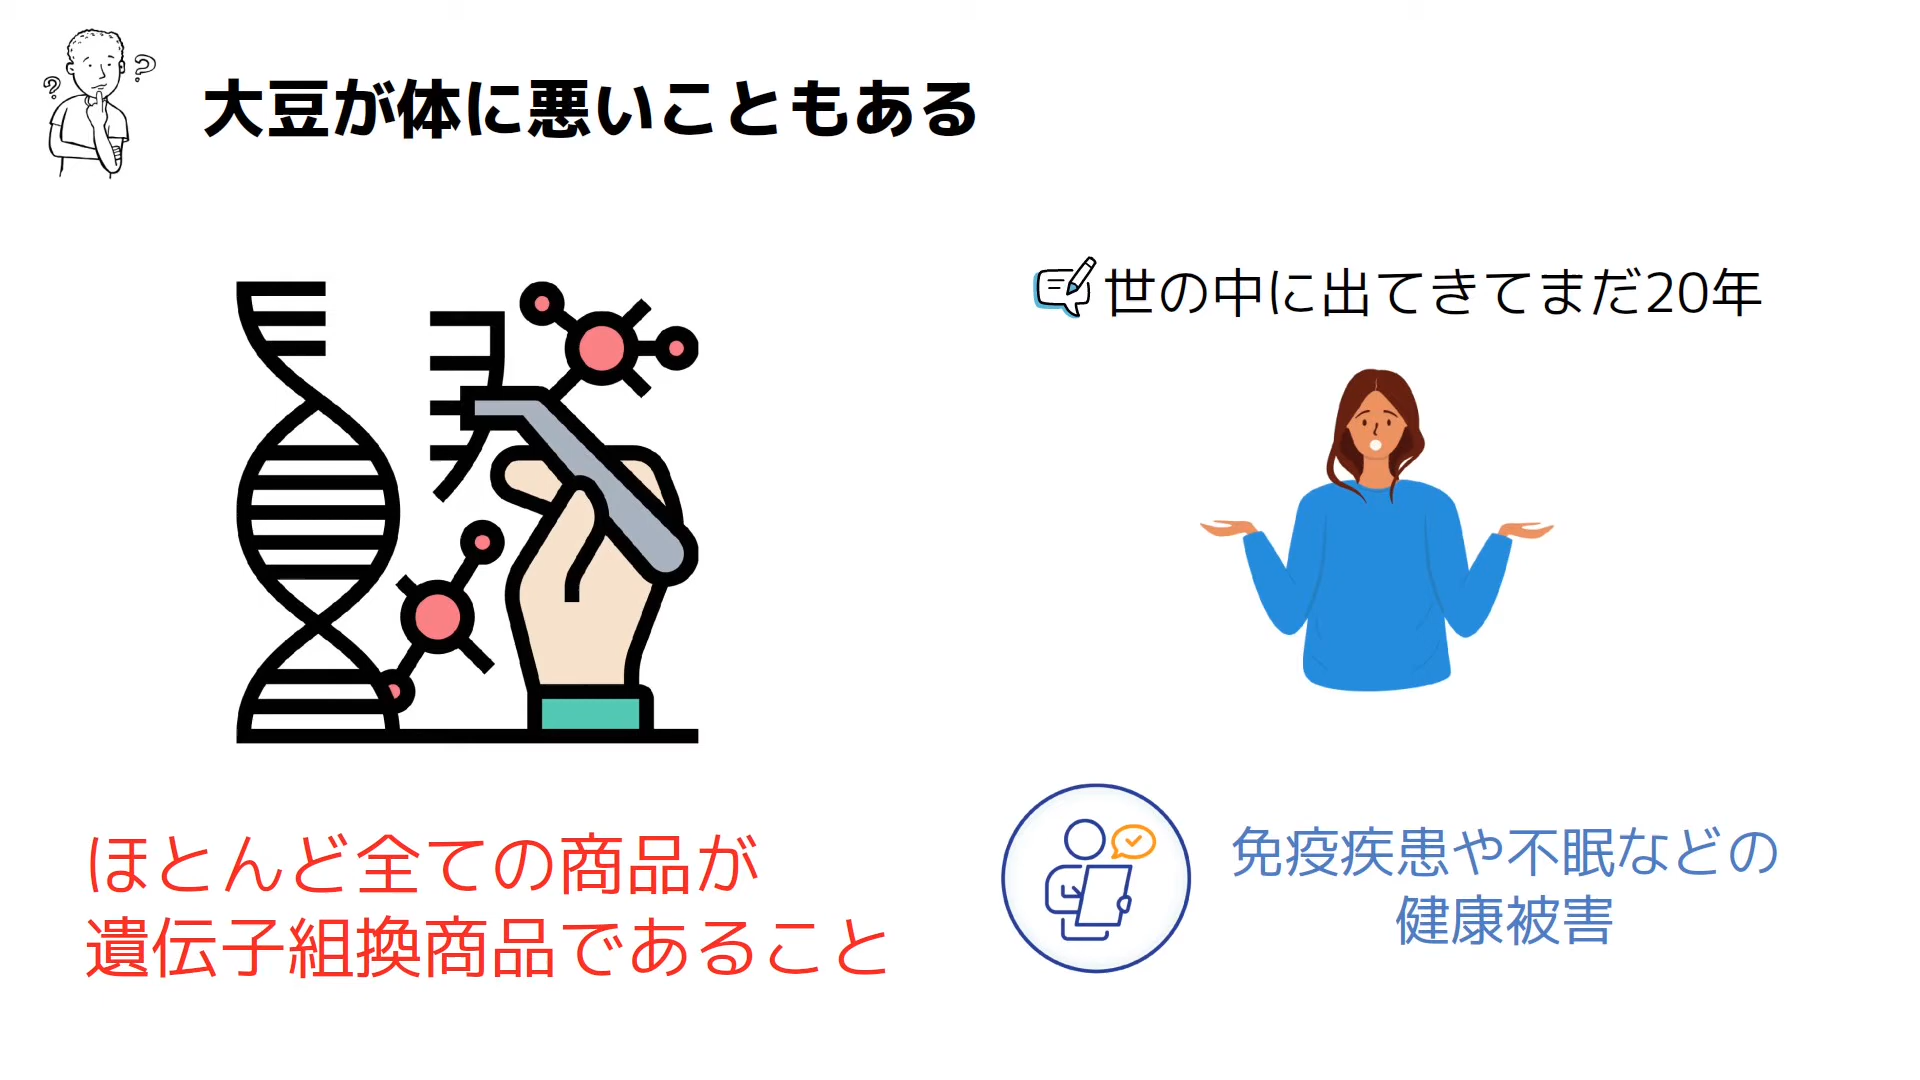 大豆が体に悪いこともある
世の中に出てきてまだ20年
ほとんど全ての商品が
遺伝子組換商品であること
免疫疾患や不眠などの
健康被害